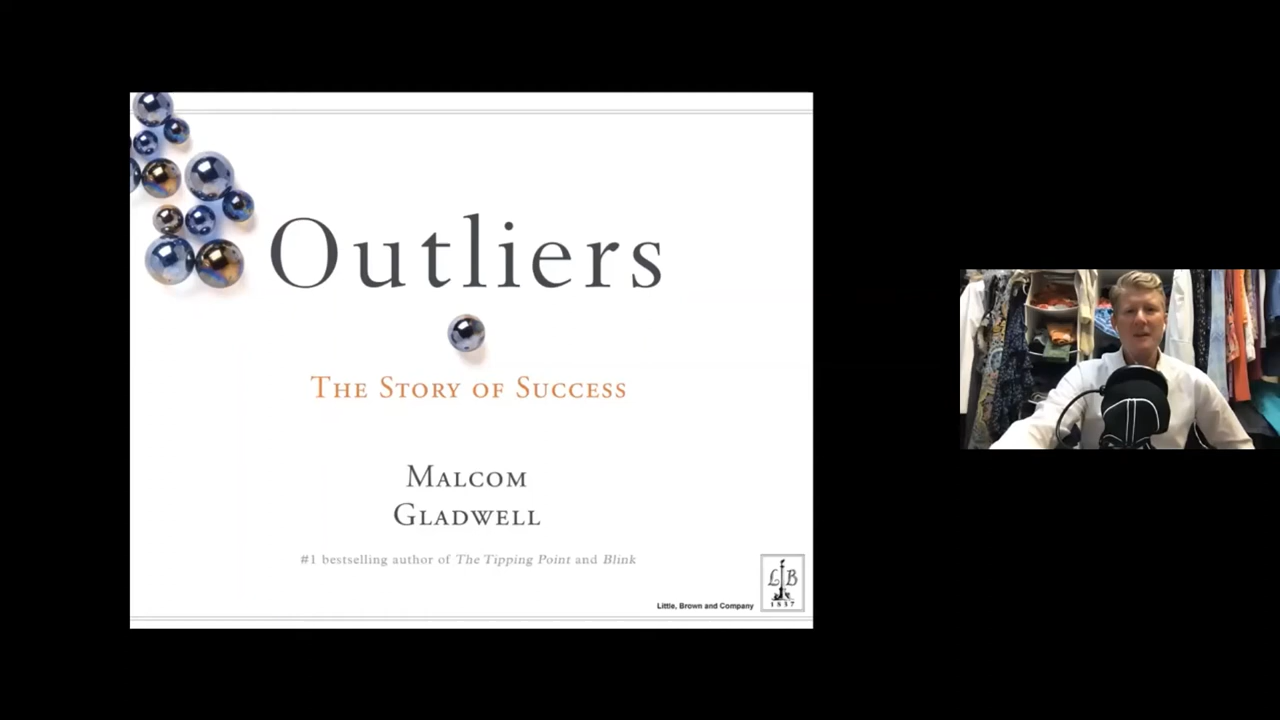 Outliers
The Story of Success
Malcom
Gladwell
#1 bestselling author of The Tipping Point and Blink
Little, Brown and Company
L B
1837